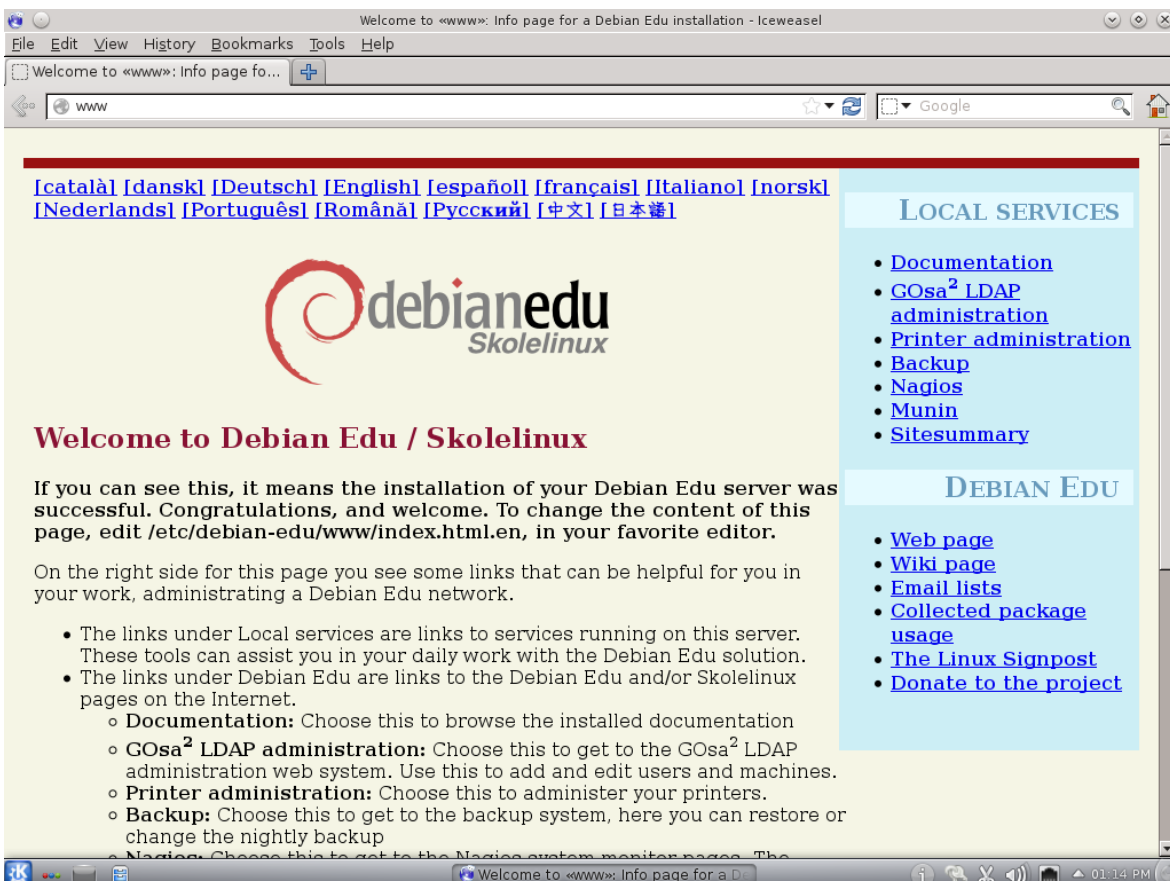 Welcome to «www»: Info page for a Debian Edu installation - Iceweasel
File Edit View History Bookmarks Tools Help
Welcome to «www»: Info page fo...
www
Google
[català] [dansk] [Deutsch] [English] [español] [français] [Italiano] [norsk]
[Nederlands] [Português] [Română] [Русский] [中文] [日本語]
debianedu
Skolelinux
Welcome to Debian Edu / Skolelinux
If you can see this, it means the installation of your Debian Edu server was
successful. Congratulations, and welcome. To change the content of this
page, edit /etc/debian-edu/www/index.html.en, in your favorite editor.
On the right side for this page you see some links that can be helpful for you in
your work, administrating a Debian Edu network.
• The links under Local services are links to services running on this server.
These tools can assist you in your daily work with the Debian Edu solution.
• The links under Debian Edu are links to the Debian Edu and/or Skolelinux
pages on the Internet.
◦ Documentation: Choose this to browse the installed documentation
◦ GOsa² LDAP administration: Choose this to get to the GOsa² LDAP
administration web system. Use this to add and edit users and machines.
◦ Printer administration: Choose this to administer your printers.
◦ Backup: Choose this to get to the backup system, here you can restore or
change the nightly backup
◦ Nagios: Choose this to get to the Nagios system monitor pages. The
LOCAL SERVICES
• Documentation
• GOsa² LDAP
administration
• Printer administration
• Backup
• Nagios
• Munin
• Sitesummary
DEBIAN EDU
• Web page
• Wiki page
• Email lists
• Collected package
usage
• The Linux Signpost
• Donate to the project
Welcome to «www»: Info page for a De
01:14 PM